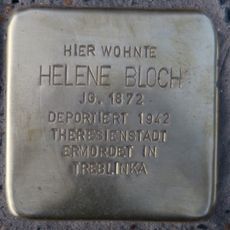 HIER WOHNTE
HELENE BLOCH
JG. 1872
DEPORTIERT 1942
THERESIENSTADT
ERMORDET IN
TREBLINKA